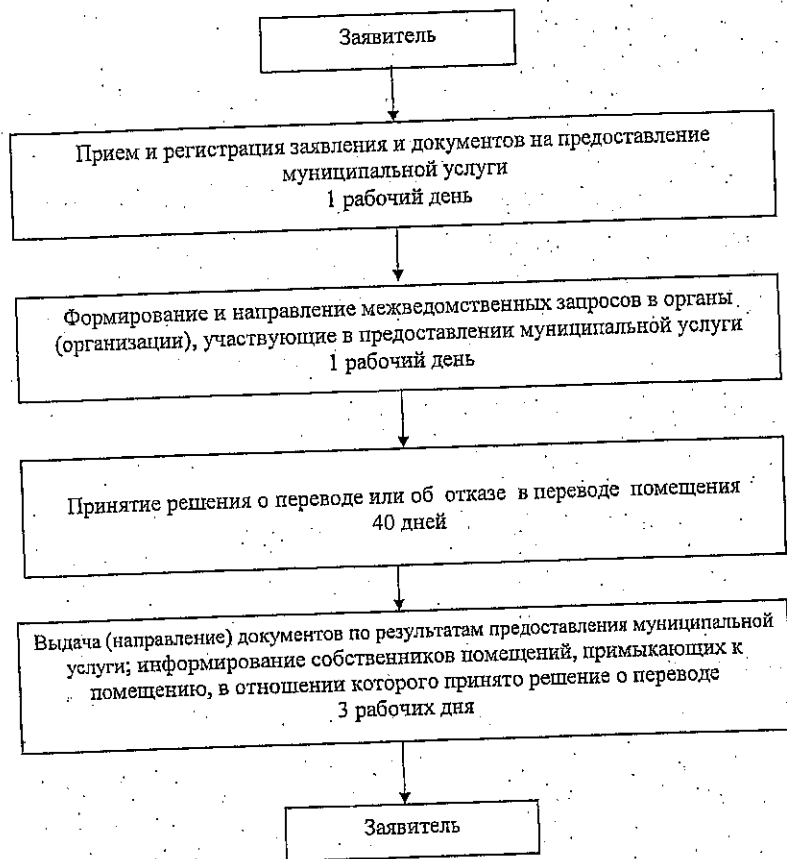 Заявитель
Прием и регистрация заявления и документов на предоставление
муниципальной услуги
1 рабочий день
Формирование и направление межведомственных запросов в органы
(организации), участвующие в предоставлении муниципальной услуги
1 рабочий день
Принятие решения о переводе или об отказе в переводе помещения
40 дней
Выдача (направление) документов по результатам предоставления муниципальной
услуги; информирование собственников помещений, примыкающих к
помещению, в отношении которого принято решение о переводе
3 рабочих дня
Заявитель